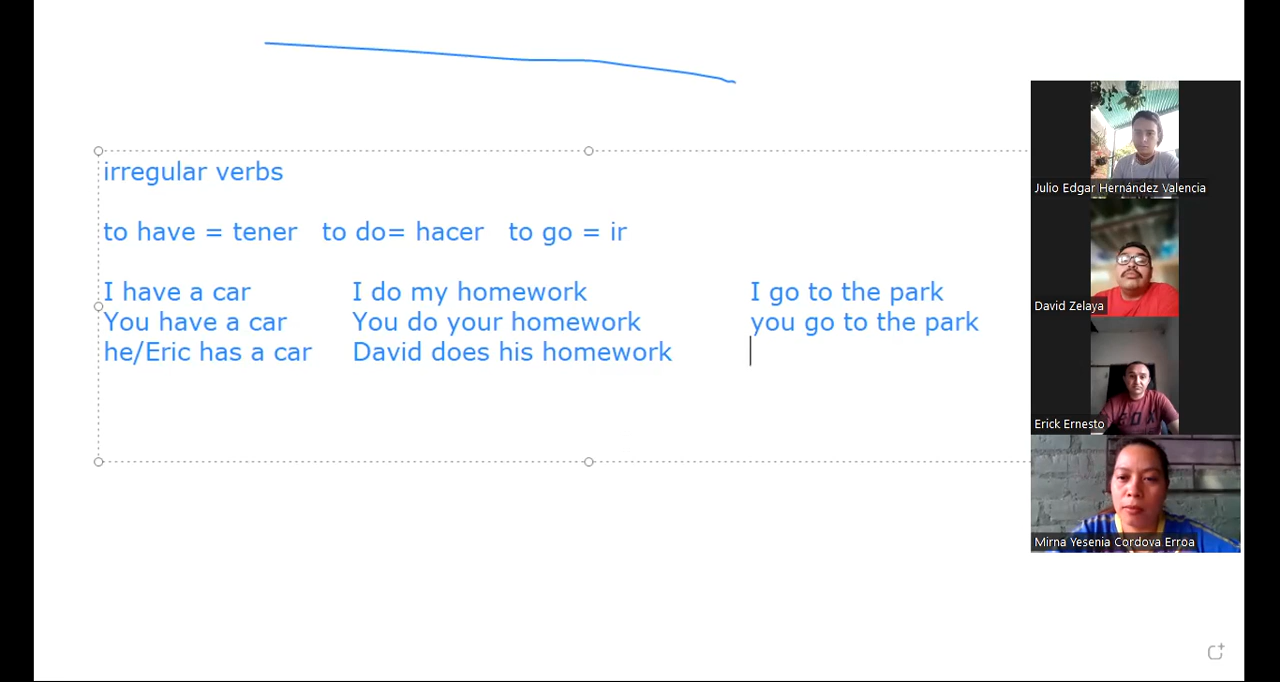 irregular verbs
to have = tener   to do= hacer   to go = ir
I have a car   I do my homework   I go to the park
You have a car   You do your homework   you go to the park
he/Eric has a car   David does his homework
Julio Edgar Hernández Valencia
David Zelaya
Erick Ernesto
Mirna Yesenia Cordova Erroa